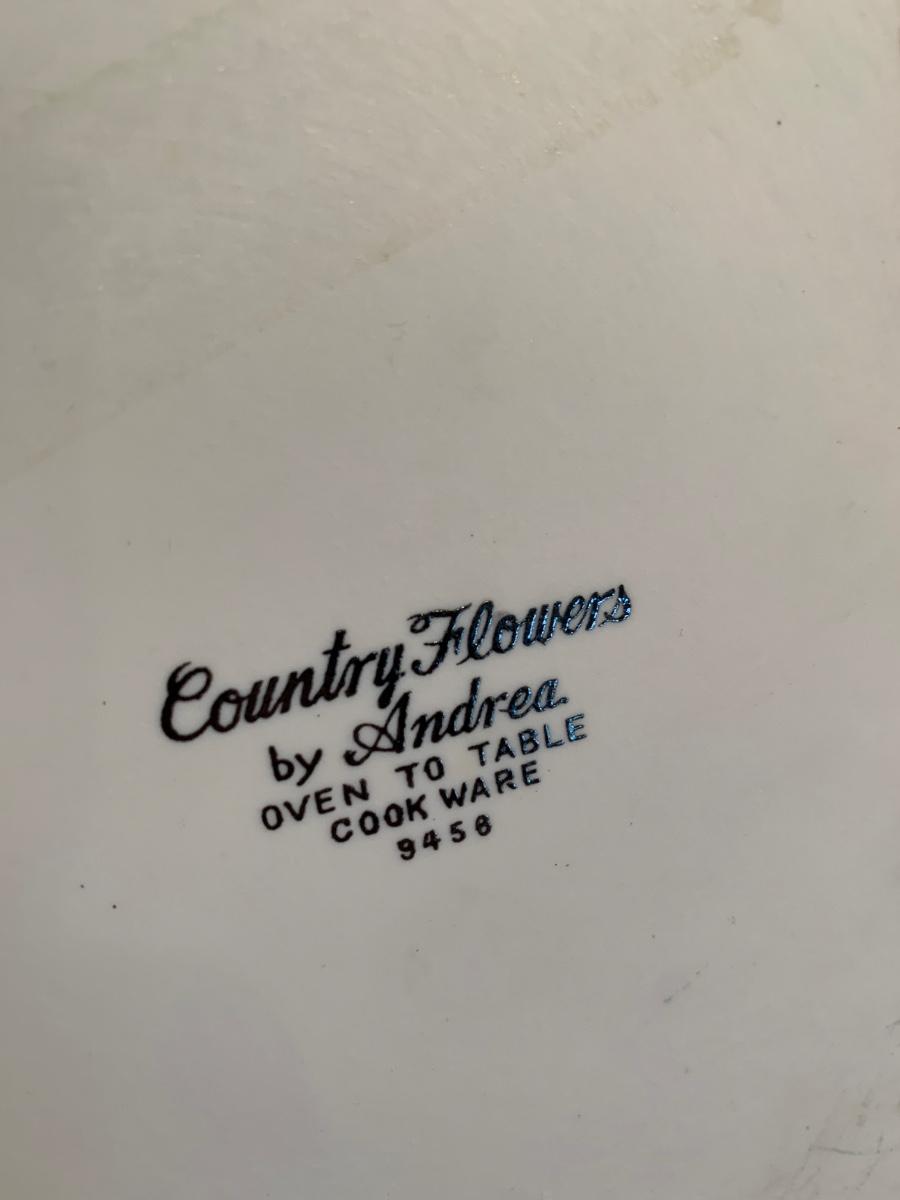 Country Flowers
by Andrea
OVEN TO TABLE
COOK WARE
9456